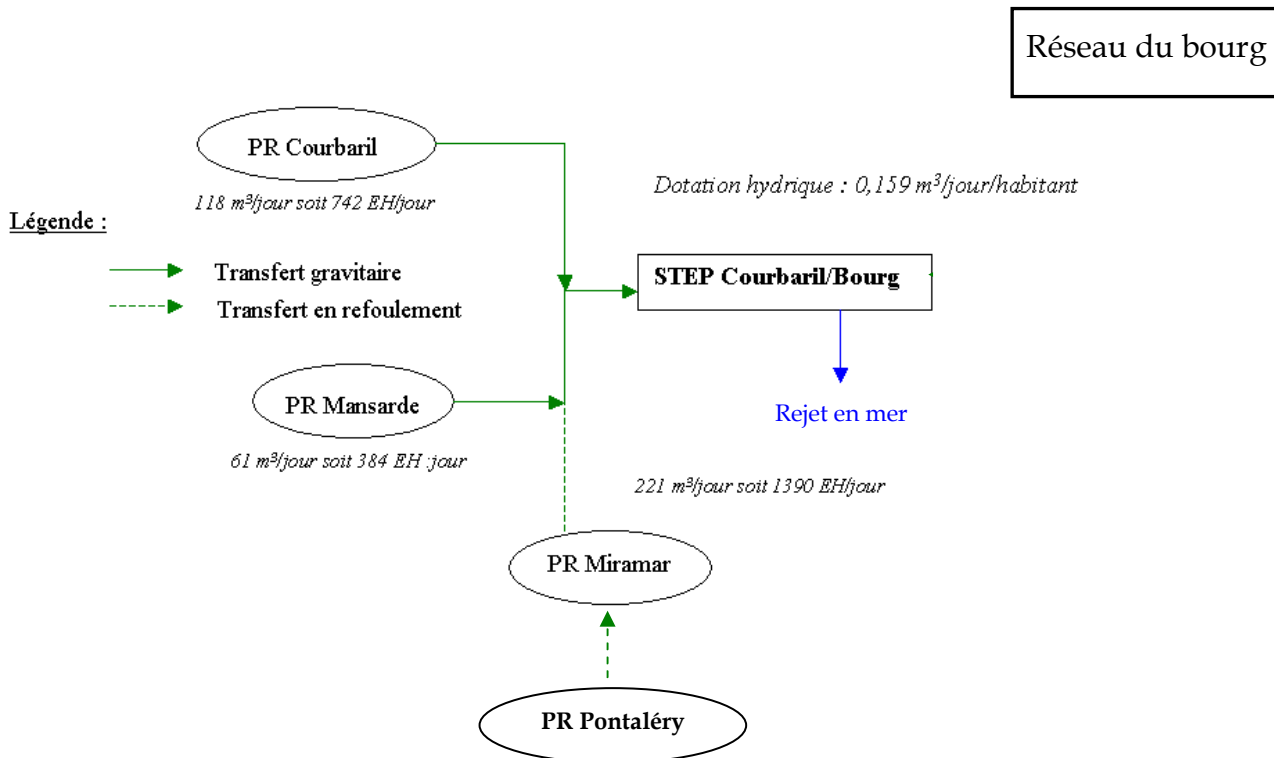 Réseau du bourg
PR Courbaril
118 m³/jour soit 742 EH/jour
Dotation hydrique : 0,159 m³/jour/habitant
Légende :
Transfert gravitaire
Transfert en refoulement
STEP Courbaril/Bourg
PR Mansarde
61 m³/jour soit 384 EH :jour
Rejet en mer
221 m³/jour soit 1390 EH/jour
PR Miramar
PR Pontaléry